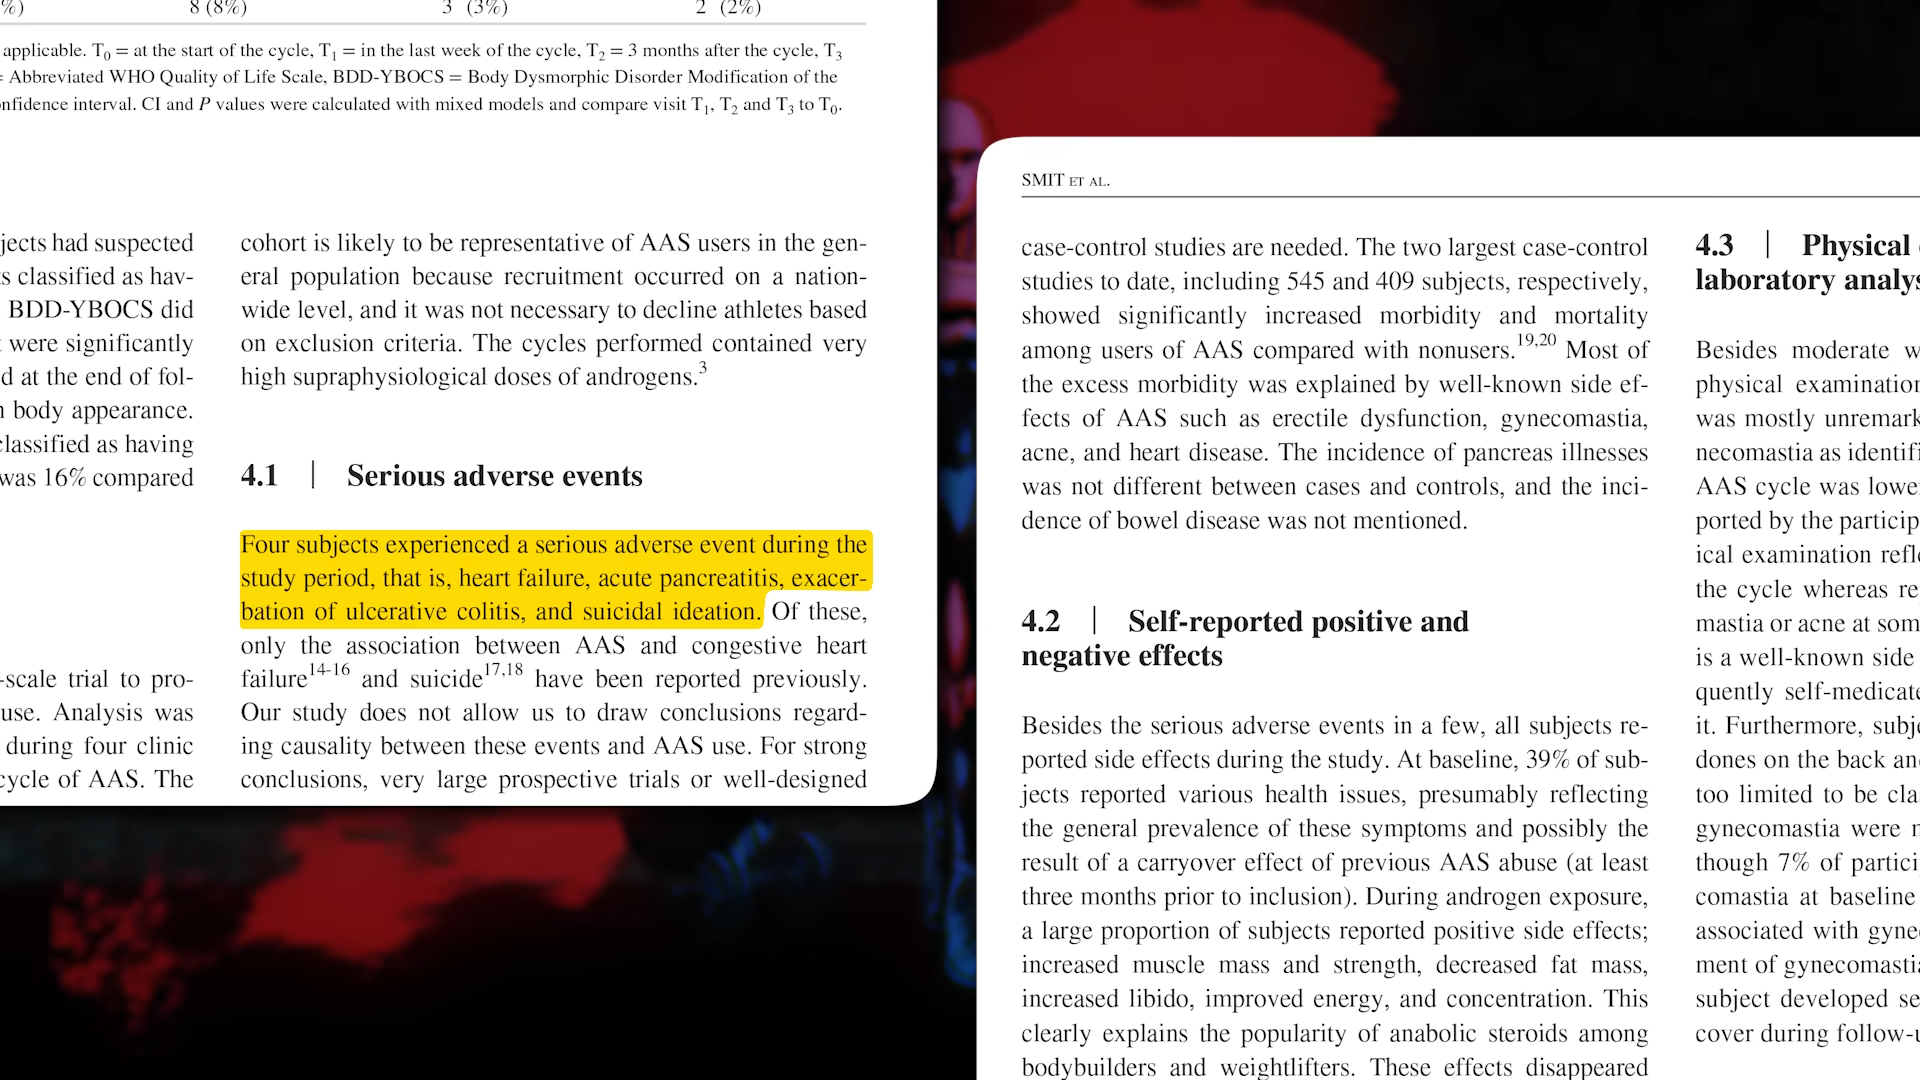 %) 8 (8%) 3 (3%) 2 (2%)
applicable. T0 = at the start of the cycle, T1 = in the last week of the cycle, T2 = 3 months after the cycle, T3
= Abbreviated WHO Quality of Life Scale, BDD-YBOCS = Body Dysmorphic Disorder Modification of the
nfidence interval. CI and P values were calculated with mixed models and compare visit T1, T2 and T3 to T0.
jects had suspected
s classified as hav-
BDD-YBOCS did
were significantly
d at the end of fol-
body appearance.
classified as having
was 16% compared
-scale trial to pro-
use. Analysis was
during four clinic
cycle of AAS. The
cohort is likely to be representative of AAS users in the gen-
eral population because recruitment occurred on a nation-
wide level, and it was not necessary to decline athletes based
on exclusion criteria. The cycles performed contained very
high supraphysiological doses of androgens.3
4.1 | Serious adverse events
Four subjects experienced a serious adverse event during the
study period, that is, heart failure, acute pancreatitis, exacer-
bation of ulcerative colitis, and suicidal ideation. Of these,
only the association between AAS and congestive heart
failure14-16 and suicide17,18 have been reported previously.
Our study does not allow us to draw conclusions regard-
ing causality between these events and AAS use. For strong
conclusions, very large prospective trials or well-designed
SMIT ET AL.
case-control studies are needed. The two largest case-control
studies to date, including 545 and 409 subjects, respectively,
showed significantly increased morbidity and mortality
among users of AAS compared with nonusers.19,20 Most of
the excess morbidity was explained by well-known side ef-
fects of AAS such as erectile dysfunction, gynecomastia,
acne, and heart disease. The incidence of pancreas illnesses
was not different between cases and controls, and the inci-
dence of bowel disease was not mentioned.
4.2 | Self-reported positive and
negative effects
Besides the serious adverse events in a few, all subjects re-
ported side effects during the study. At baseline, 39% of sub-
jects reported various health issues, presumably reflecting
the general prevalence of these symptoms and possibly the
result of a carryover effect of previous AAS abuse (at least
three months prior to inclusion). During androgen exposure,
a large proportion of subjects reported positive side effects;
increased muscle mass and strength, decreased fat mass,
increased libido, improved energy, and concentration. This
clearly explains the popularity of anabolic steroids among
bodybuilders and weightlifters. These effects disappeared
4.3 | Physical
laboratory analys
Besides moderate w
physical examination
was mostly unremark
necomastia as identifi
AAS cycle was lower
ported by the particip
ical examination refle
the cycle whereas re
mastia or acne at som
is a well-known side
quently self-medicate
it. Furthermore, subje
dones on the back an
too limited to be cla
gynecomastia were n
though 7% of partici
comastia at baseline
associated with gyne
ment of gynecomastia
subject developed se
cover during follow-u